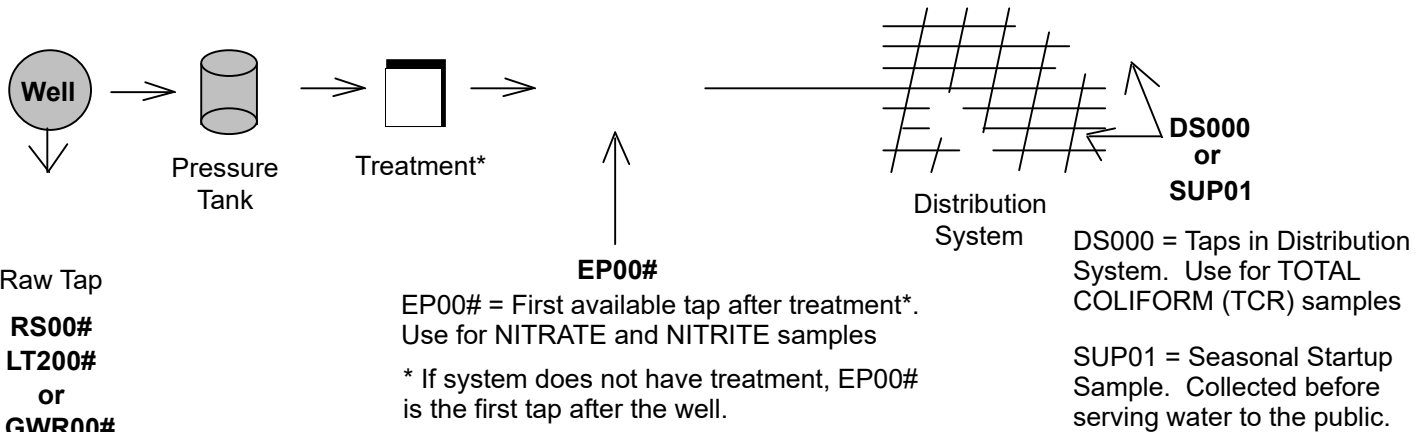 Well
Pressure
Tank
Treatment*
Distribution
System
DS000
or
SUP01
Raw Tap
RS00#
LT200#
or
GWR00#
EP00#
EP00# = First available tap after treatment*.
Use for NITRATE and NITRITE samples
* If system does not have treatment, EP00#
is the first tap after the well.
DS000 = Taps in Distribution
System. Use for TOTAL
COLIFORM (TCR) samples
SUP01 = Seasonal Startup
Sample. Collected before
serving water to the public.